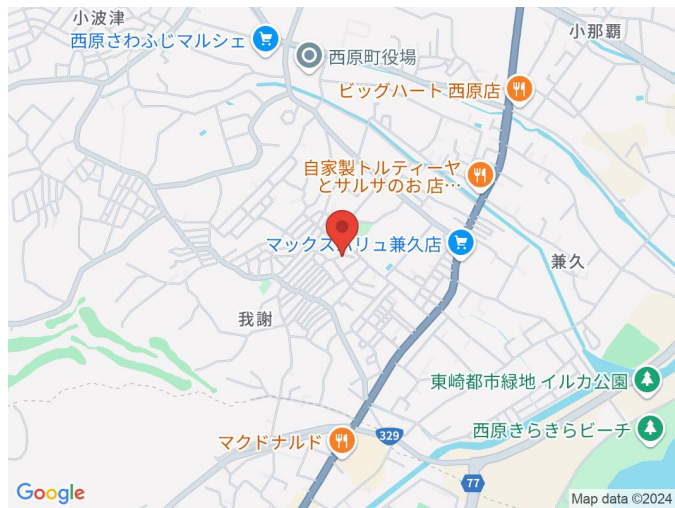 小波津
西原さわふじマルシェ
西原町役場
小那覇
ビッグハート 西原店
自家製トルティーヤ
とサルサのお 店…
マックスバリュ兼久店
兼久
我謝
東崎都市緑地 イルカ公園
西原きらきらビーチ
マクドナルド
329
77
Google
Map data ©2024